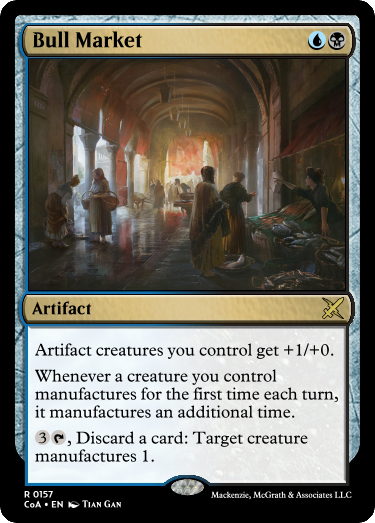 Bull Market
Artifact
Artifact creatures you control get +1/+0.
Whenever a creature you control
manufactures for the first time each turn,
it manufactures an additional time.
3, Discard a card: Target creature
manufactures 1.
R 0157
CoA • EN Tian Gan
Mackenzie, McGrath & Associates LLC